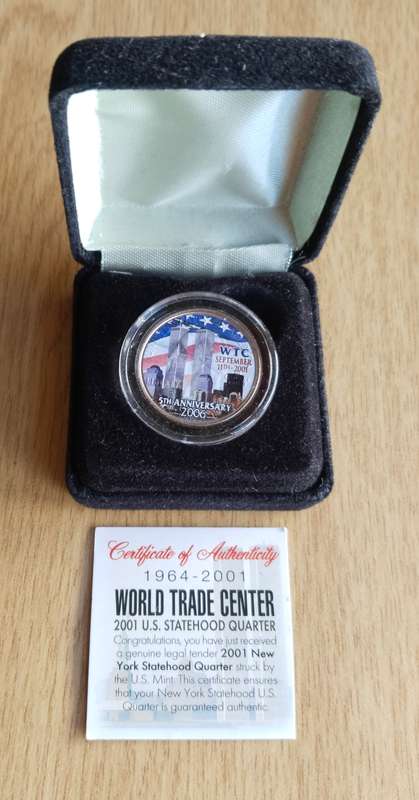 WTC
SEPTEMBER
11TH-2001
5TH ANNIVERSARY
2006
Certificate of Authenticity
1964-2001
WORLD TRADE CENTER
2001 U.S. STATEHOOD QUARTER
Congratulations, you have just received
a genuine legal tender 2001 New
York Statehood Quarter struck by
the U.S. Mint. This certificate ensures
that your New York Statehood U.S.
Quarter is guaranteed authentic.